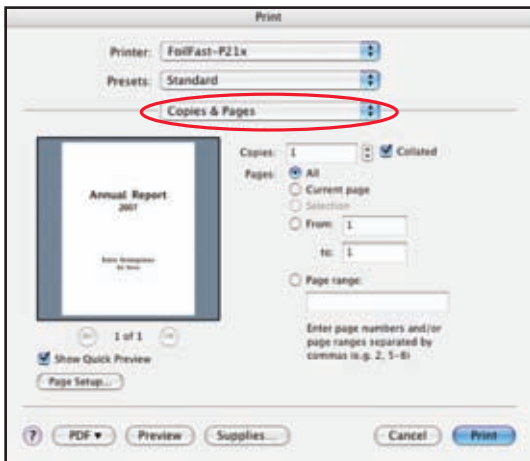 Print
Printer: FoilFast-P21x
Presets: Standard
Copies & Pages
Copies: 1 Collated
Pages: All
Current page
Selection
From: 1
to: 1
Page range:
Enter page numbers and/or
page ranges separated by
commas (e.g. 2, 5-8)
Annual Report
2007
1 of 1
Show Quick Preview
Page Setup...
? PDF Preview Supplies... Cancel Print